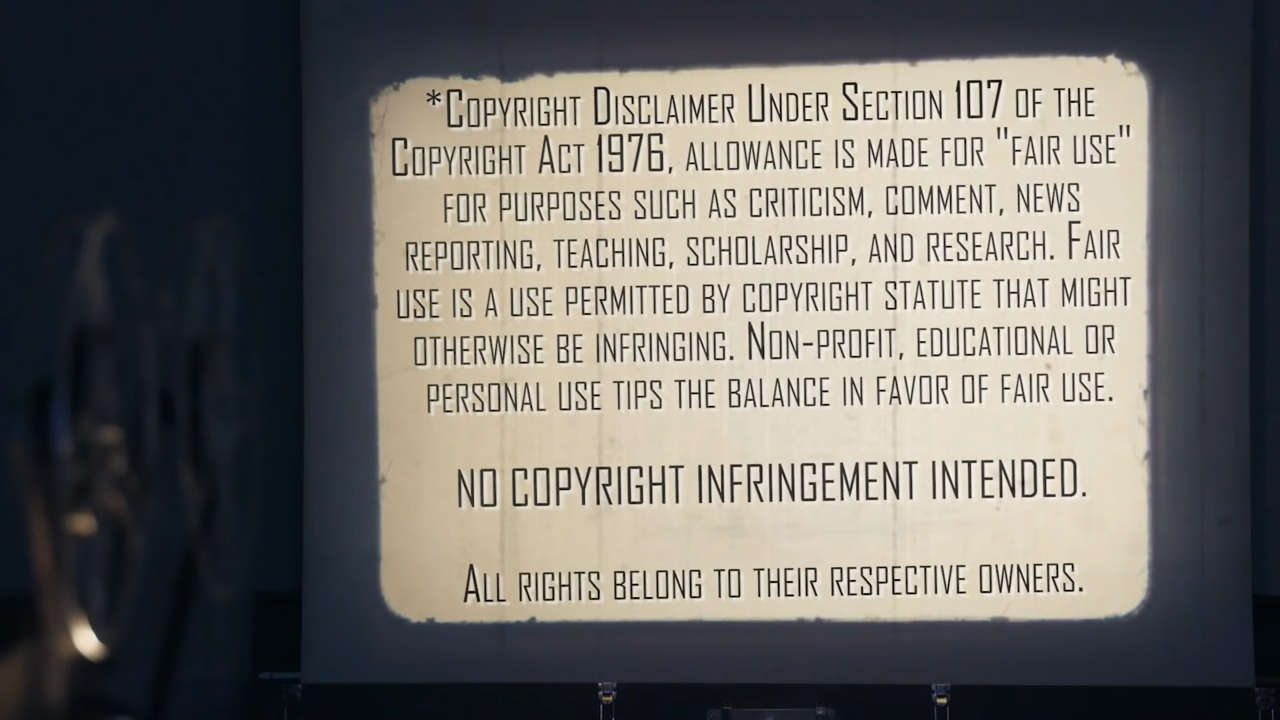 *Copyright Disclaimer Under Section 107 of the
Copyright Act 1976, allowance is made for "fair use"
for purposes such as criticism, comment, news
reporting, teaching, scholarship, and research. Fair
use is a use permitted by copyright statute that might
otherwise be infringing. Non-profit, educational or
personal use tips the balance in favor of fair use.
NO COPYRIGHT INFRINGEMENT INTENDED.
All rights belong to their respective owners.